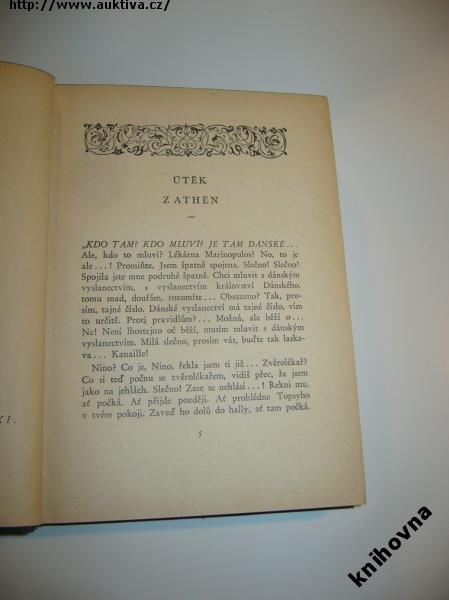 http://www.auktiva.cz/
ÚTĚK
Z ATHÉN
„KDO TAM? KDO MLUVÍ? JE TAM DÁNSKÉ...
Ale, kdo to mluví? Lékárna Marinopulos? No, to je
ale...! Promiňte. Jsem špatně spojena. Slečno! Slečno!
Spojila jste mne podruhé špatně. Chci mluvit s dánským
vyslanectvím, s vyslanectvím království Dánského,
tomu snad, doufám, rozumíte... Obsazeno? Tak, pro-
sím, tajné číslo. Dánské vyslanectví má tajné číslo, vím
to určitě. Proti pravidlům?... Možná, ale běží o...
Ne! Není lhostejno oč běží, musím mluvit s dánským
vyslanectvím. Milá slečno, prosím vás, buďte tak laska-
va... Kanaille!
Nino? Co je, Nino, řekla jsem ti již... Zvěrolékař?
Co si teď počnu se zvěrolékařem, vidíš přec, že jsem
jako na jehlách. Slečno! Zase se nehlásí...! Rekni mu,
ať počká. Ať přijde později. Ať prohlédne Topsyho
v tvém pokoji. Zaveď ho dolů do hally, ať tam počká.
5
XI.
knihovna